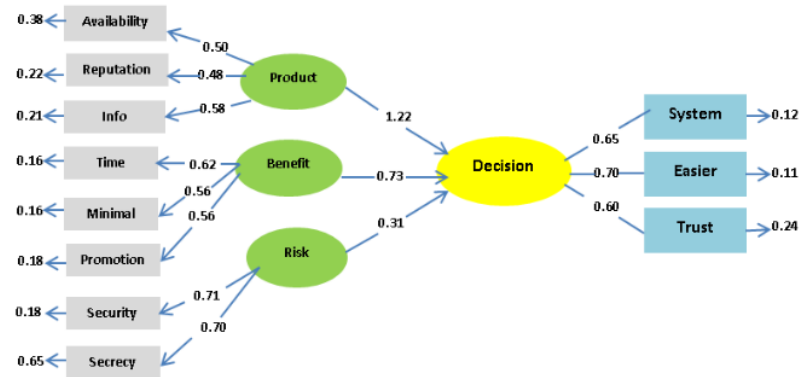 0.38 Availability
0.50
0.22 Reputation 0.48 Product
0.21 Info 0.58
1.22
0.16 Time 0.62 Benefit 0.73 Decision
0.16 Minimal 0.56
0.18 Promotion 0.56
0.31
Risk
0.18 Security 0.71
0.65 Secrecy 0.70
0.65 System 0.12
0.70 Easier 0.11
0.60 Trust 0.24